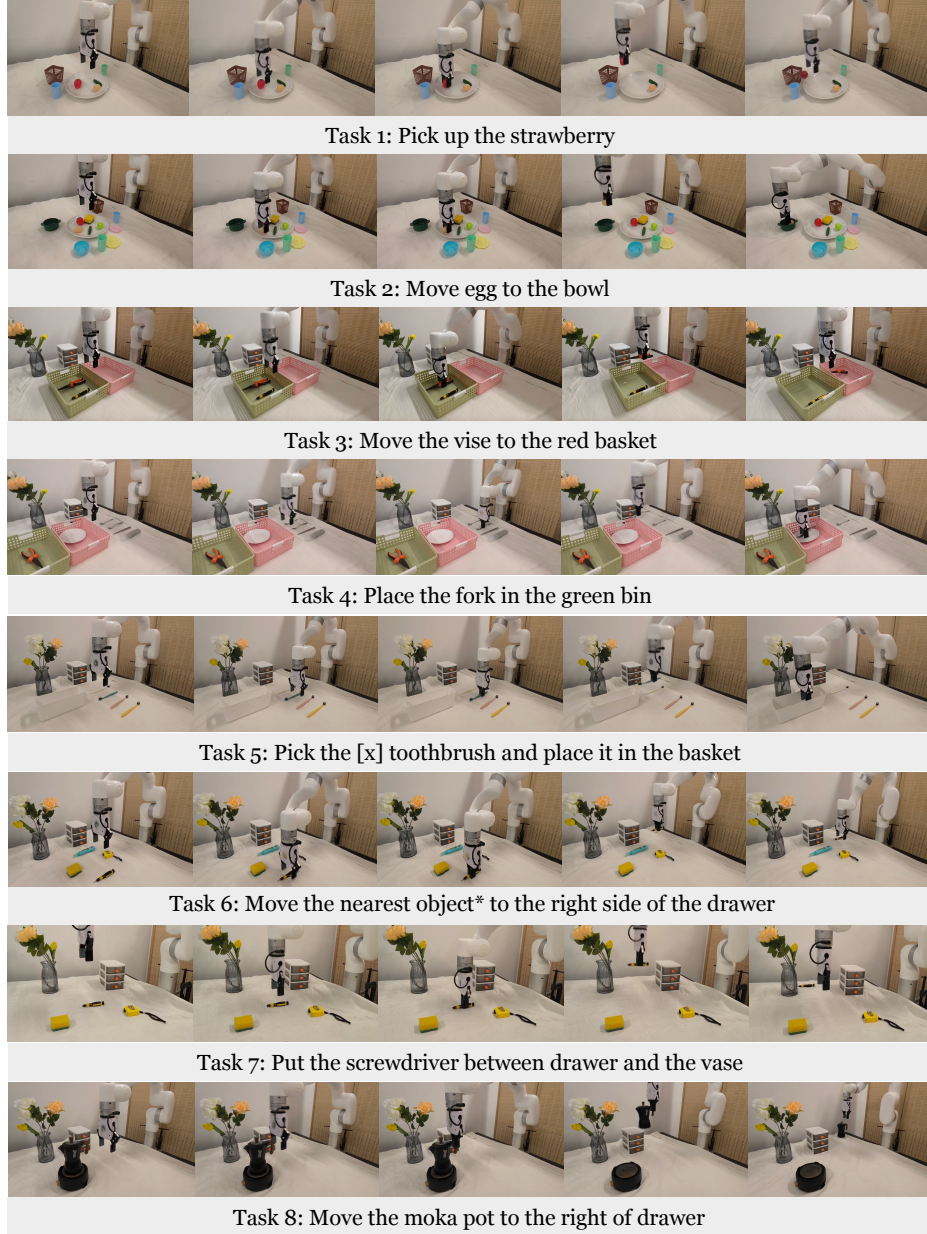 Task 1: Pick up the strawberry
Task 2: Move egg to the bowl
Task 3: Move the vise to the red basket
Task 4: Place the fork in the green bin
Task 5: Pick the [x] toothbrush and place it in the basket
Task 6: Move the nearest object* to the right side of the drawer
Task 7: Put the screwdriver between drawer and the vase
Task 8: Move the moka pot to the right of drawer